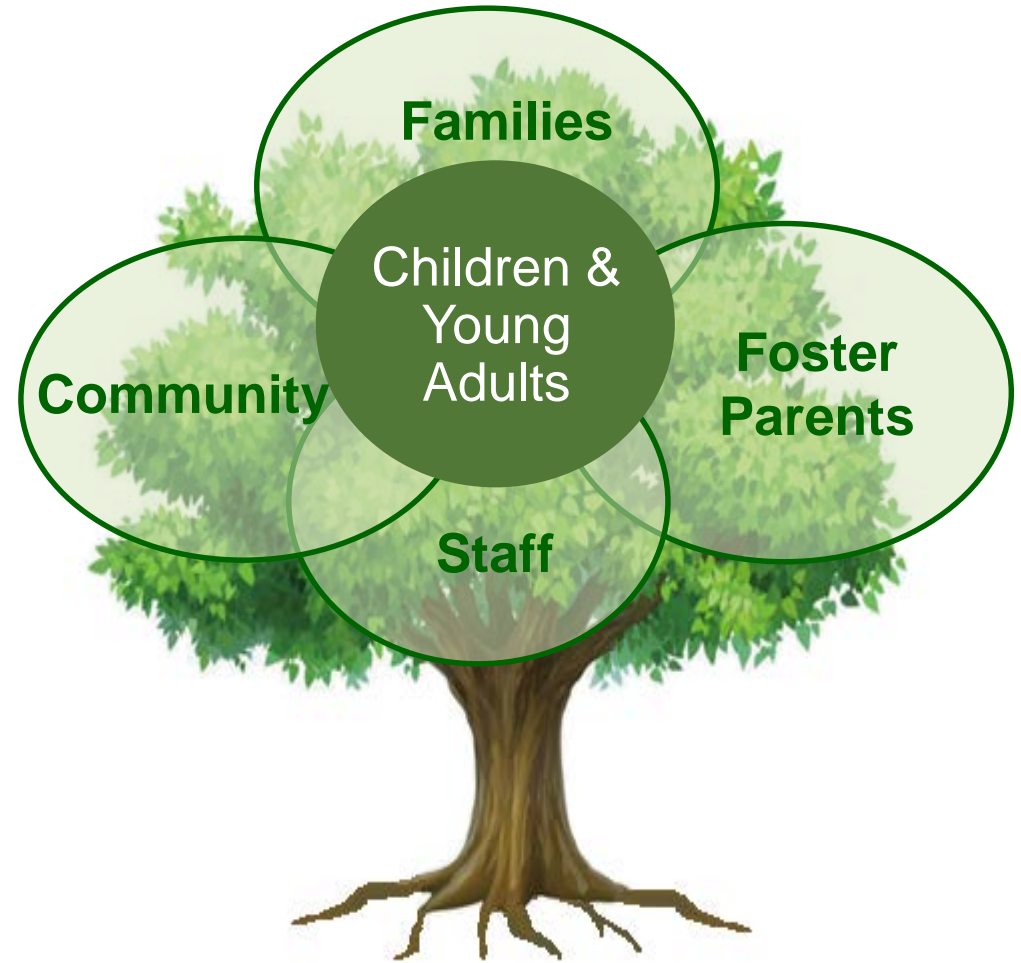 Families
Children &
Young
Adults
Community
Foster
Parents
Staff